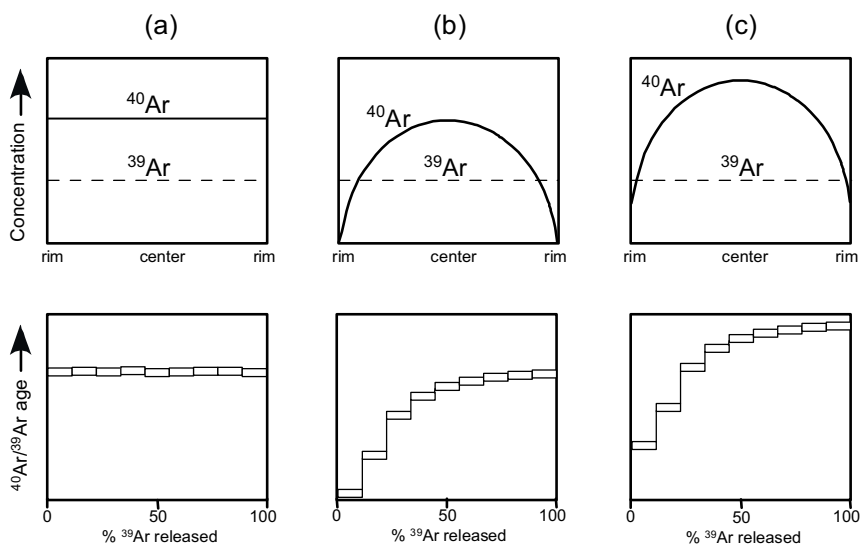 (a) (b) (c)
Concentration
⁴⁰Ar
³⁹Ar
rim center rim
⁴⁰Ar
³⁹Ar
rim center rim
⁴⁰Ar
³⁹Ar
rim center rim
⁴⁰Ar/³⁹Ar age
0 50 100
% ³⁹Ar released
0 50 100
% ³⁹Ar released
0 50 100
% ³⁹Ar released